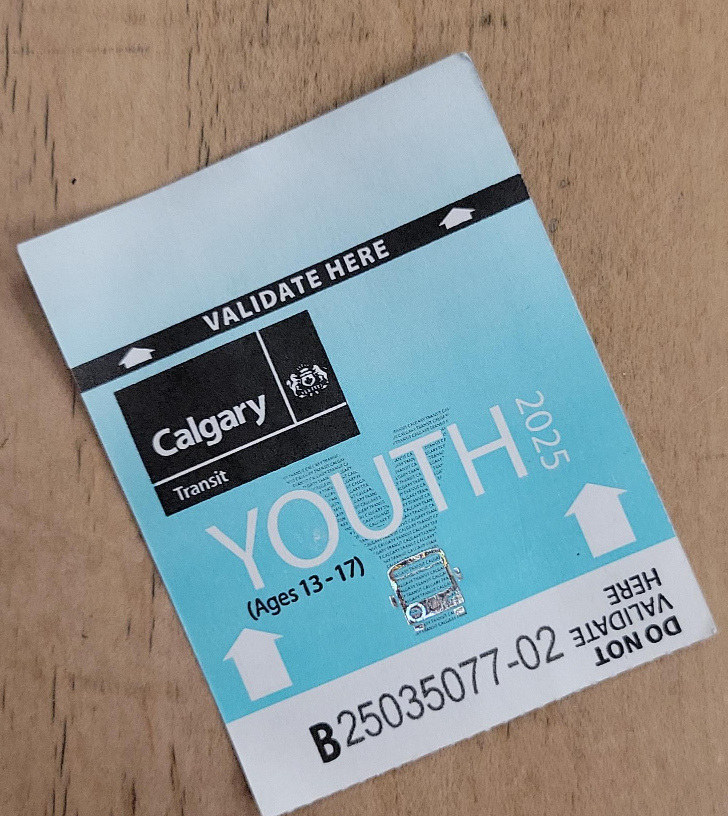 VALIDATE HERE
Calgary
Transit
YOUTH
2025
(Ages 13 - 17)
B25035077-02
DO NOT
VALIDATE
HERE